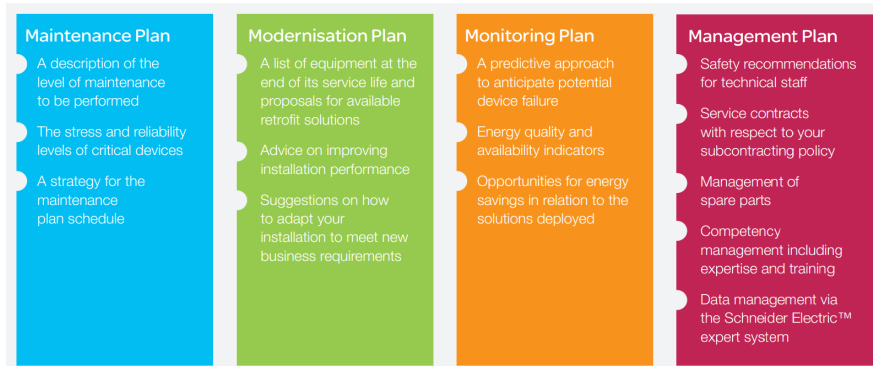 Maintenance Plan
A description of the
level of maintenance
to be performed
The stress and reliability
levels of critical devices
A strategy for the
maintenance
plan schedule
Modernisation Plan
A list of equipment at the
end of its service life and
proposals for available
retrofit solutions
Advice on improving
installation performance
Suggestions on how
to adapt your
installation to meet new
business requirements
Monitoring Plan
A predictive approach
to anticipate potential
device failure
Energy quality and
availability indicators
Opportunities for energy
savings in relation to the
solutions deployed
Management Plan
Safety recommendations
for technical staff
Service contracts
with respect to your
subcontracting policy
Management of
spare parts
Competency
management including
expertise and training
Data management via
the Schneider Electric™
expert system